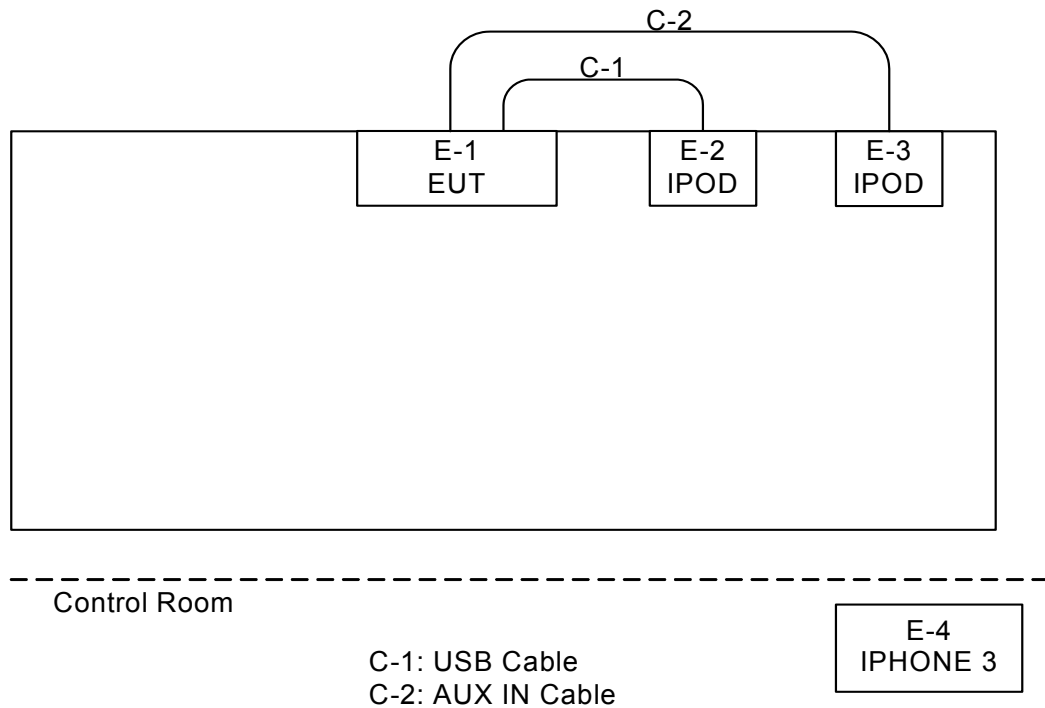 C-2
C-1
E-1
EUT
E-2
IPOD
E-3
IPOD
Control Room
E-4
IPHONE 3
C-1: USB Cable
C-2: AUX IN Cable